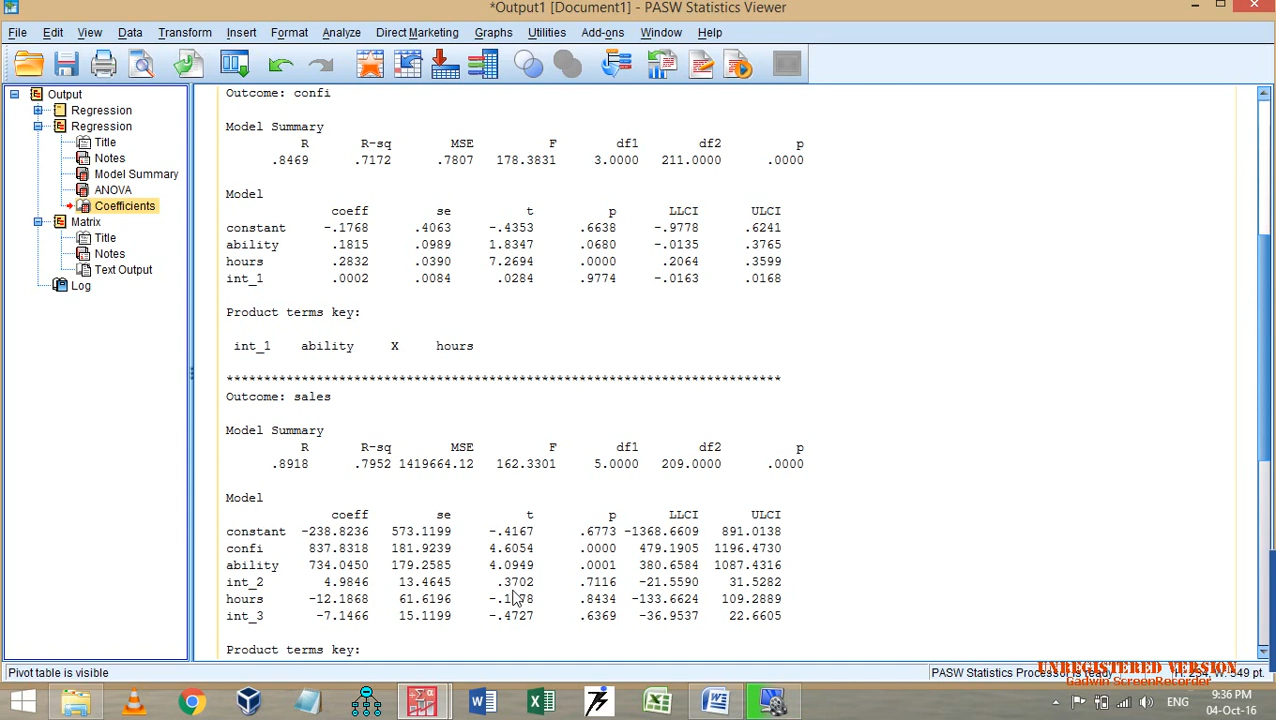 *Output1 [Document1] - PASW Statistics Viewer
File Edit View Data Transform Insert Format Analyze Direct Marketing Graphs Utilities Add-ons Window Help
Output
Regression
Regression
Title
Notes
Model Summary
ANOVA
Coefficients
Matrix
Title
Notes
Text Output
Log
Outcome: confi
Model Summary
R R-sq MSE F df1 df2 p
.8469 .7172 .7807 178.3831 3.0000 211.0000 .0000
Model
coeff se t p LLCI ULCI
constant -.1768 .4063 -.4353 .6638 -.9778 .6241
ability .1815 .0989 1.8347 .0680 -.0135 .3765
hours .2832 .0390 7.2694 .0000 .2064 .3599
int_1 .0002 .0084 .0284 .9774 -.0163 .0168
Product terms key:
int_1 ability X hours
*****************************************************************************
Outcome: sales
Model Summary
R R-sq MSE F df1 df2 p
.8918 .7952 1419664.12 162.3301 5.0000 209.0000 .0000
Model
coeff se t p LLCI ULCI
constant -238.8236 573.1199 -.4167 .6773 -1368.6609 891.0138
confi 837.8318 181.9239 4.6054 .0000 479.1905 1196.4730
ability 734.0450 179.2585 4.0949 .0001 380.6584 1087.4316
int_2 4.9846 13.4645 .3702 .7116 -21.5590 31.5282
hours -12.1868 61.6196 .8434 -133.6624 109.2889
int_3 -7.1466 15.1199 -.4727 .6369 -36.9537 22.6605
Product terms key:
Pivot table is visible
PASW Statistics Processor is ready
H: 254, W: 549 pt.
UNREGISTERED VERSION
Gadwin ScreenRecorder
ENG
9:36 PM
04-Oct-16